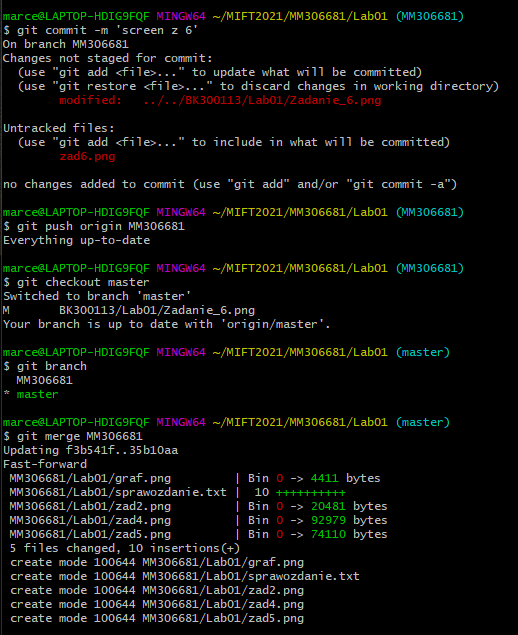 marce@LAPTOP-HDIG9FQF MINGW64 ~/MIFT2021/MM306681/Lab01 (MM306681)
$ git commit -m 'screen z 6'
On branch MM306681
Changes not staged for commit:
  (use "git add <file>..." to update what will be committed)
  (use "git restore <file>..." to discard changes in working directory)
        modified:   ../../BK300113/Lab01/Zadanie_6.png

Untracked files:
  (use "git add <file>..." to include in what will be committed)
        zad6.png

no changes added to commit (use "git add" and/or "git commit -a")

marce@LAPTOP-HDIG9FQF MINGW64 ~/MIFT2021/MM306681/Lab01 (MM306681)
$ git push origin MM306681
Everything up-to-date

marce@LAPTOP-HDIG9FQF MINGW64 ~/MIFT2021/MM306681/Lab01 (MM306681)
$ git checkout master
Switched to branch 'master'
M       BK300113/Lab01/Zadanie_6.png
Your branch is up to date with 'origin/master'.

marce@LAPTOP-HDIG9FQF MINGW64 ~/MIFT2021/MM306681/Lab01 (master)
$ git branch
  MM306681
* master

marce@LAPTOP-HDIG9FQF MINGW64 ~/MIFT2021/MM306681/Lab01 (master)
$ git merge MM306681
Updating f3b541f..35b10aa
Fast-forward
 MM306681/Lab01/graf.png         | Bin 0 -> 4411 bytes
 MM306681/Lab01/sprawozdanie.txt |  10 ++++++++++
 MM306681/Lab01/zad2.png         | Bin 0 -> 20481 bytes
 MM306681/Lab01/zad4.png         | Bin 0 -> 92979 bytes
 MM306681/Lab01/zad5.png         | Bin 0 -> 74110 bytes
 5 files changed, 10 insertions(+)
 create mode 100644 MM306681/Lab01/graf.png
 create mode 100644 MM306681/Lab01/sprawozdanie.txt
 create mode 100644 MM306681/Lab01/zad2.png
 create mode 100644 MM306681/Lab01/zad4.png
 create mode 100644 MM306681/Lab01/zad5.png